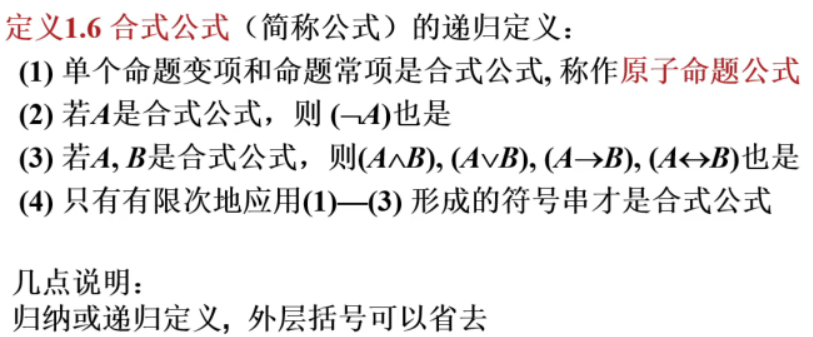 定义1.6 合式公式（简称公式）的递归定义：
(1) 单个命题变项和命题常项是合式公式, 称作原子命题公式
(2) 若A是合式公式，则 (¬A)也是
(3) 若A, B是合式公式，则(A∧B), (A∨B), (A→B), (A↔B)也是
(4) 只有有限次地应用(1)—(3) 形成的符号串才是合式公式
几点说明：
归纳或递归定义, 外层括号可以省去